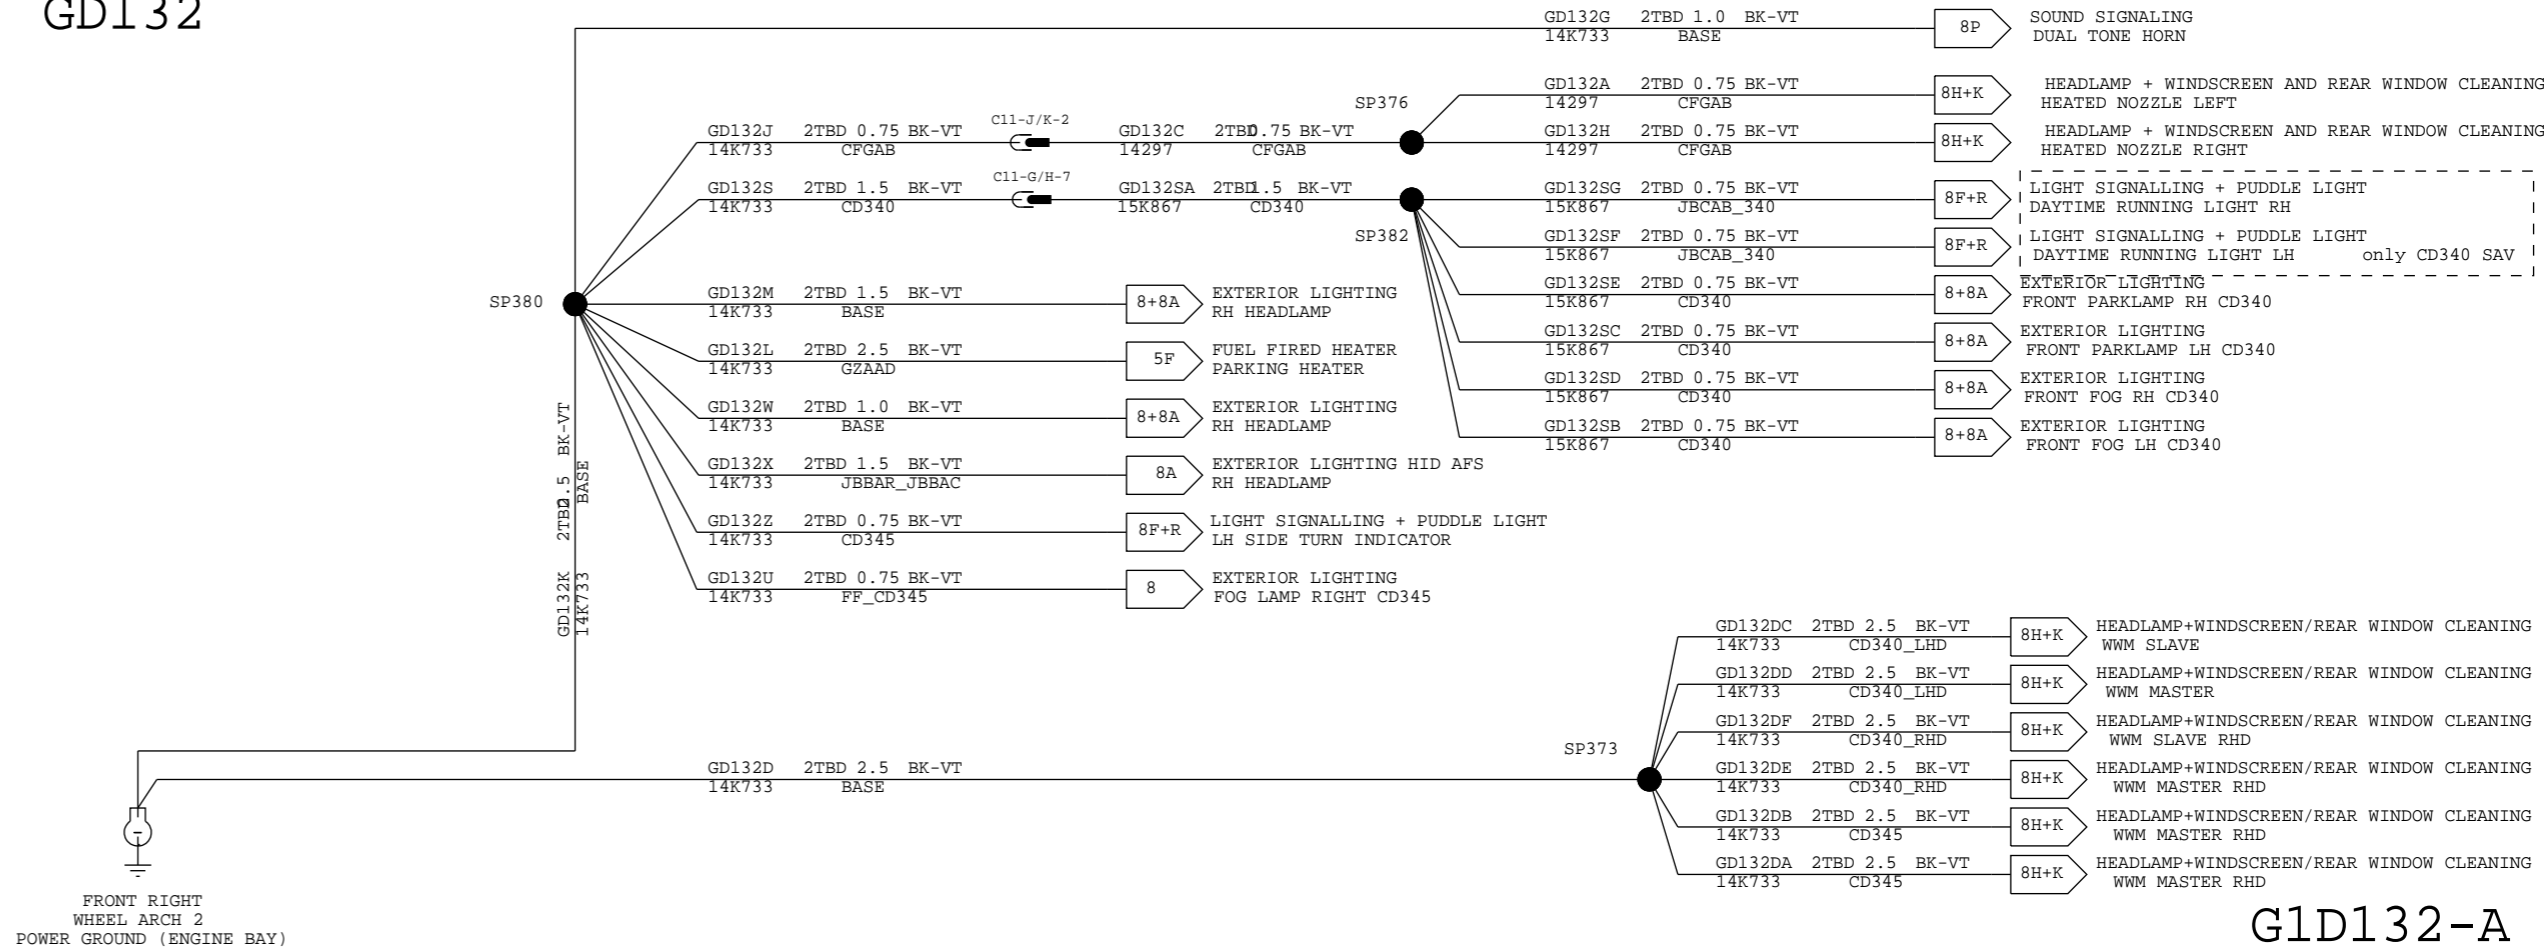 GD132
GD132G 2TBD 1.0 BK-VT
14K733 BASE
8P
SOUND SIGNALING
DUAL TONE HORN
GD132A 2TBD 0.75 BK-VT
14297 CFGAB
8H+K
HEADLAMP + WINDSCREEN AND REAR WINDOW CLEANING
HEATED NOZZLE LEFT
SP376
GD132J 2TBD 0.75 BK-VT
14K733 CFGAB
C11-J/K-2
GD132C 2TBD 0.75 BK-VT
14297 CFGAB
GD132H 2TBD 0.75 BK-VT
14297 CFGAB
8H+K
HEADLAMP + WINDSCREEN AND REAR WINDOW CLEANING
HEATED NOZZLE RIGHT
GD132S 2TBD 1.5 BK-VT
14K733 CD340
C11-G/H-7
GD132SA 2TBD 1.5 BK-VT
15K867 CD340
SP382
GD132SG 2TBD 0.75 BK-VT
15K867 JBCAB_340
8F+R
LIGHT SIGNALLING + PUDDLE LIGHT
DAYTIME RUNNING LIGHT RH
GD132SF 2TBD 0.75 BK-VT
15K867 JBCAB_340
8F+R
LIGHT SIGNALLING + PUDDLE LIGHT
DAYTIME RUNNING LIGHT LH only CD340 SAV
GD132SE 2TBD 0.75 BK-VT
15K867 CD340
8+8A
EXTERIOR LIGHTING
FRONT PARKLAMP RH CD340
GD132SC 2TBD 0.75 BK-VT
15K867 CD340
8+8A
EXTERIOR LIGHTING
FRONT PARKLAMP LH CD340
GD132SD 2TBD 0.75 BK-VT
15K867 CD340
8+8A
EXTERIOR LIGHTING
FRONT FOG RH CD340
GD132SB 2TBD 0.75 BK-VT
15K867 CD340
8+8A
EXTERIOR LIGHTING
FRONT FOG LH CD340
SP380
GD132M 2TBD 1.5 BK-VT
14K733 BASE
8+8A
EXTERIOR LIGHTING
RH HEADLAMP
GD132L 2TBD 2.5 BK-VT
14K733 GZAAD
5F
FUEL FIRED HEATER
PARKING HEATER
GD132W 2TBD 1.0 BK-VT
14K733 BASE
8+8A
EXTERIOR LIGHTING
RH HEADLAMP
GD132X 2TBD 1.5 BK-VT
14K733 JBBAR_JBBAC
8A
EXTERIOR LIGHTING HID AFS
RH HEADLAMP
GD132Z 2TBD 0.75 BK-VT
14K733 CD345
8F+R
LIGHT SIGNALLING + PUDDLE LIGHT
LH SIDE TURN INDICATOR
GD132U 2TBD 0.75 BK-VT
14K733 FF_CD345
8
EXTERIOR LIGHTING
FOG LAMP RIGHT CD345
GD132K 2TBD 2.5 BK-VT
14K733 BASE
GD132D 2TBD 2.5 BK-VT
14K733 BASE
SP373
GD132DC 2TBD 2.5 BK-VT
14K733 CD340_LHD
8H+K
HEADLAMP+WINDSCREEN/REAR WINDOW CLEANING
WWM SLAVE
GD132DD 2TBD 2.5 BK-VT
14K733 CD340_LHD
8H+K
HEADLAMP+WINDSCREEN/REAR WINDOW CLEANING
WWM MASTER
GD132DF 2TBD 2.5 BK-VT
14K733 CD340_RHD
8H+K
HEADLAMP+WINDSCREEN/REAR WINDOW CLEANING
WWM SLAVE RHD
GD132DE 2TBD 2.5 BK-VT
14K733 CD340_RHD
8H+K
HEADLAMP+WINDSCREEN/REAR WINDOW CLEANING
WWM MASTER RHD
GD132DB 2TBD 2.5 BK-VT
14K733 CD345
8H+K
HEADLAMP+WINDSCREEN/REAR WINDOW CLEANING
WWM MASTER RHD
GD132DA 2TBD 2.5 BK-VT
14K733 CD345
8H+K
HEADLAMP+WINDSCREEN/REAR WINDOW CLEANING
WWM MASTER RHD
FRONT RIGHT
WHEEL ARCH 2
POWER GROUND (ENGINE BAY)
G1D132-A